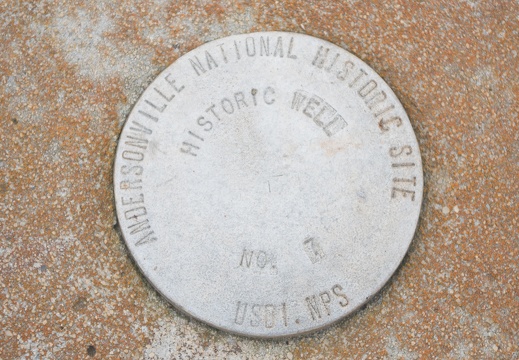 ANDERSONVILLE NATIONAL HISTORIC SITE
HISTORIC WELL
NO.
USDI. NPS